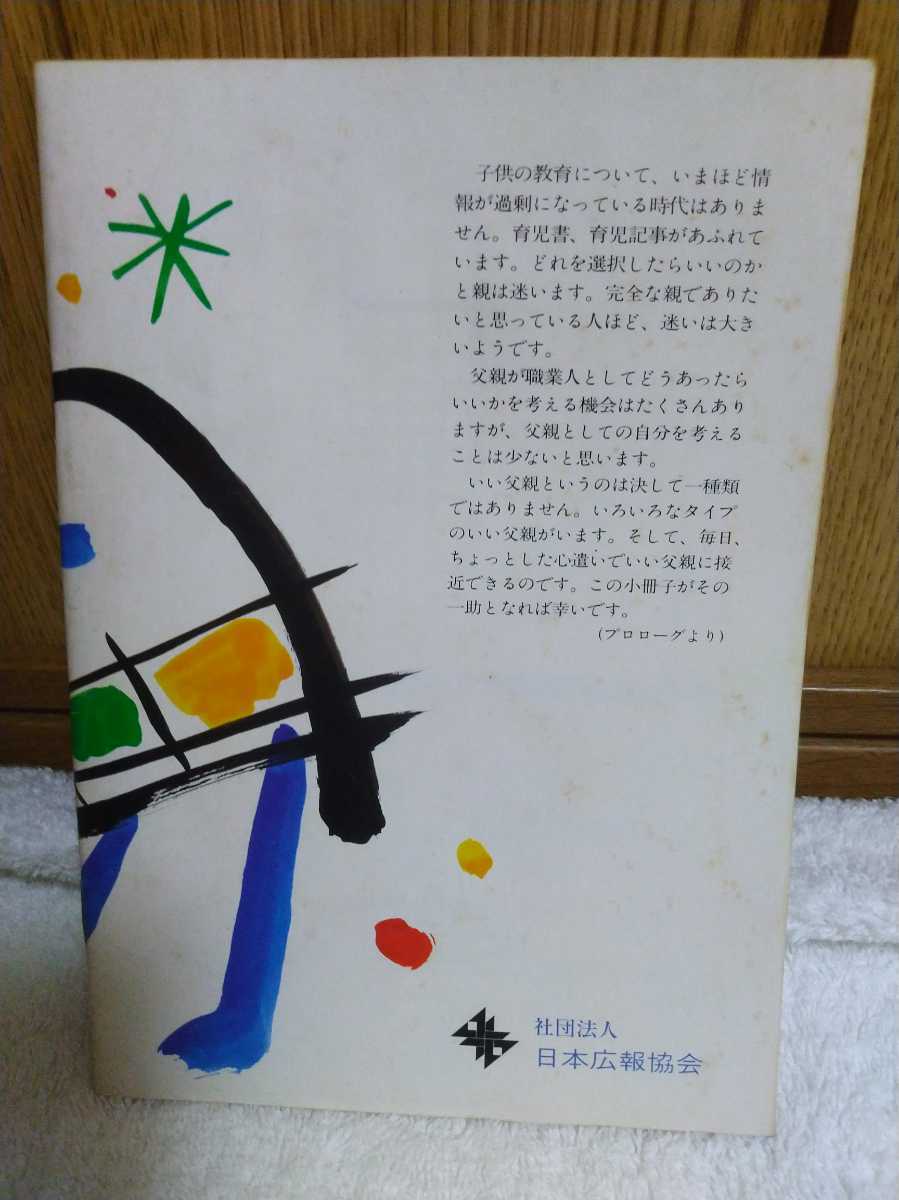 子供の教育について、いまほど情
報が過剰になっている時代はありま
せん。育児書、育児記事があふれて
います。どれを選択したらいいのか
と親は迷います。完全な親でありた
いと思っている人ほど、迷いは大き
いようです。
父親が職業人としてどうあったら
いいかを考える機会はたくさんあり
ますが、父親としての自分を考える
ことは少ないと思います。
いい父親というのは決して一種類
ではありません。いろいろなタイプ
のいい父親がいます。そして、毎日、
ちょっとした心遣いでいい父親に接
近できるのです。この小冊子がその
一助となれば幸いです。
(プロローグより)
社団法人
日本広報協会